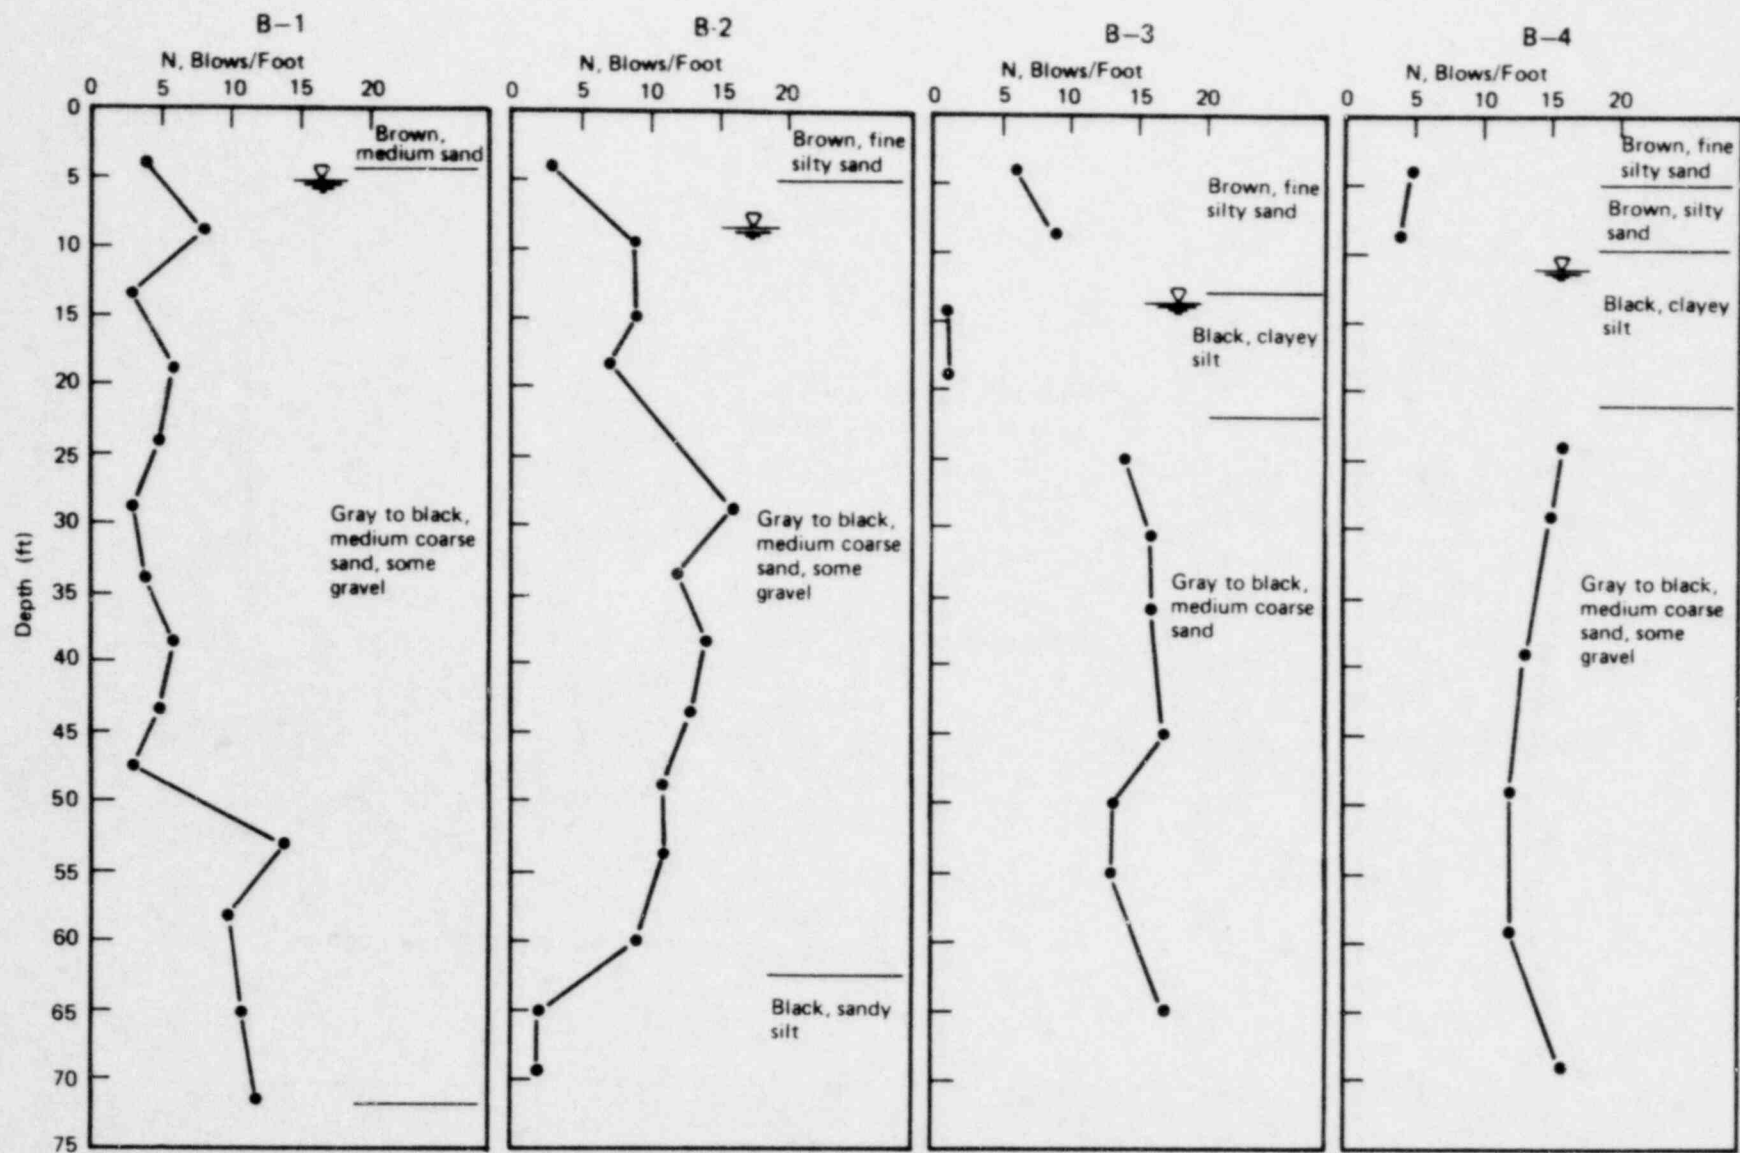 B–1
N, Blows/Foot
0 5 10 15 20
Brown,
medium sand
Gray to black,
medium coarse
sand, some
gravel
Depth (ft)
0
5
10
15
20
25
30
35
40
45
50
55
60
65
70
75
B-2
N, Blows/Foot
0 5 10 15 20
Brown, fine
silty sand
Gray to black,
medium coarse
sand, some
gravel
Black, sandy
silt
B–3
N, Blows/Foot
0 5 10 15 20
Brown, fine
silty sand
Black, clayey
silt
Gray to black,
medium coarse
sand
B–4
N, Blows/Foot
0 5 10 15 20
Brown, fine
silty sand
Brown, silty
sand
Black, clayey
silt
Gray to black,
medium coarse
sand, some
gravel